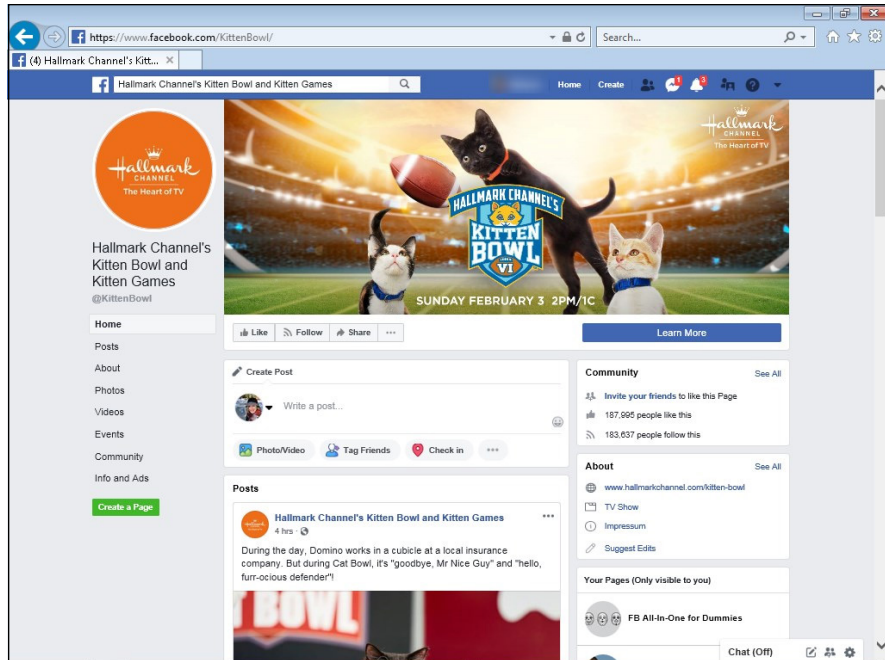 https://www.facebook.com/KittenBowl/
Search...
(4) Hallmark Channel's Kitt...
Hallmark Channel's Kitten Bowl and Kitten Games
Home
Create
1
3
Hallmark
CHANNEL
The Heart of TV
Hallmark
CHANNEL
The Heart of TV
HALLMARK CHANNEL'S
KITTEN
BOWL
VI
SUNDAY FEBRUARY 3 2PM/1C
Hallmark Channel's
Kitten Bowl and
Kitten Games
@KittenBowl
Home
Posts
About
Photos
Videos
Events
Community
Info and Ads
Create a Page
Like
Follow
Share
Learn More
Create Post
Write a post...
Photo/Video
Tag Friends
Check in
Posts
Hallmark Channel's Kitten Bowl and Kitten Games
4 hrs
During the day, Domino works in a cubicle at a local insurance
company. But during Cat Bowl, it's "goodbye, Mr Nice Guy" and "hello,
furr-ocious defender"!
BOWL
Community
See All
Invite your friends to like this Page
187,995 people like this
183,637 people follow this
About
See All
www.hallmarkchannel.com/kitten-bowl
TV Show
Impressum
Suggest Edits
Your Pages (Only visible to you)
FB All-In-One for Dummies
Chat (Off)